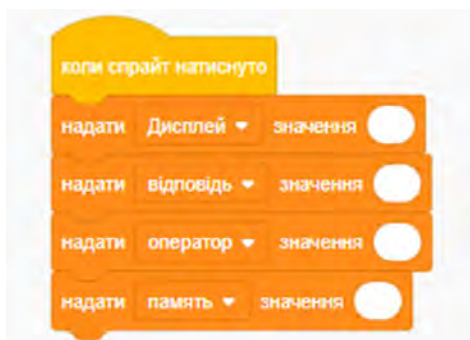 коли спрайт натиснуто
надати Дисплей значення
надати відповідь значення
надати оператор значення
надати память значення